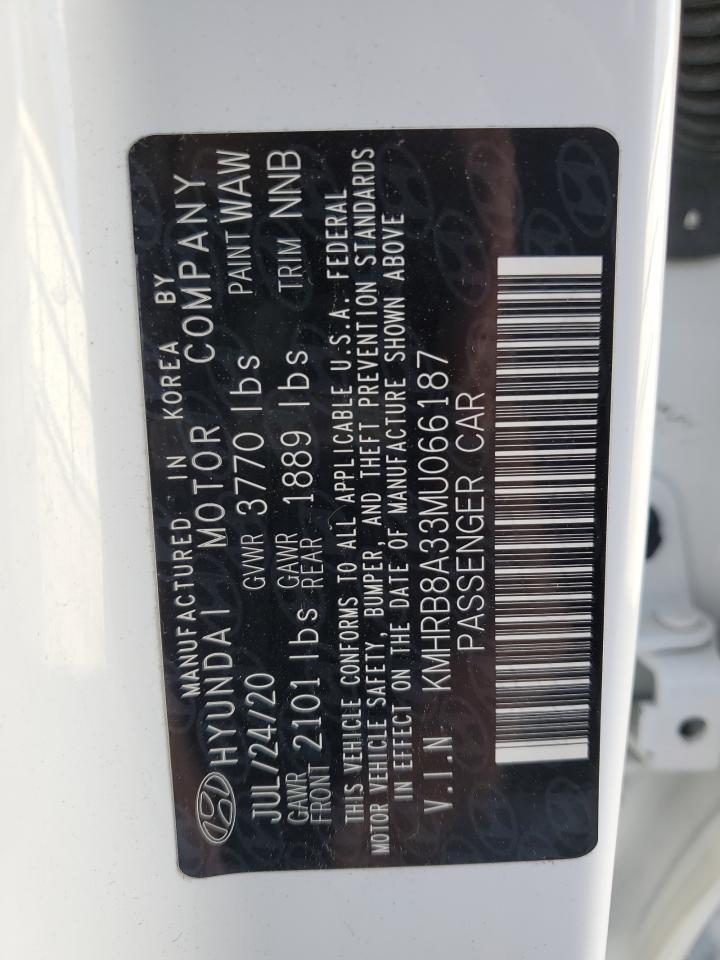 MANUFACTURED IN KOREA BY
HYUNDAI MOTOR COMPANY
JUL/24/20 GVWR 3770 lbs PAINT WAW
GAWR FRONT 2101 lbs GAWR REAR 1889 lbs TRIM NNB
THIS VEHICLE CONFORMS TO ALL APPLICABLE U.S.A. FEDERAL
MOTOR VEHICLE SAFETY, BUMPER, AND THEFT PREVENTION STANDARDS
IN EFFECT ON THE DATE OF MANUFACTURE SHOWN ABOVE
V.I.N KMHRB8A33MU066187
PASSENGER CAR